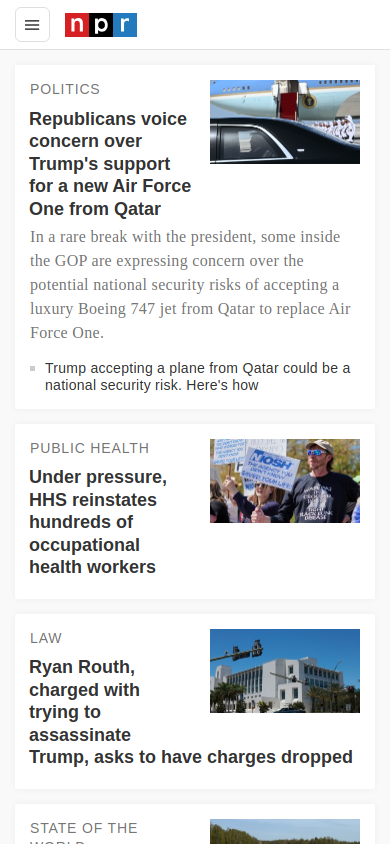 npr
POLITICS
Republicans voice
concern over
Trump's support
for a new Air Force
One from Qatar
In a rare break with the president, some inside
the GOP are expressing concern over the
potential national security risks of accepting a
luxury Boeing 747 jet from Qatar to replace Air
Force One.
Trump accepting a plane from Qatar could be a
national security risk. Here's how
PUBLIC HEALTH
Under pressure,
HHS reinstates
hundreds of
occupational
health workers
NIOSH
LAW
Ryan Routh,
charged with
trying to
assassinate
Trump, asks to have charges dropped
STATE OF THE